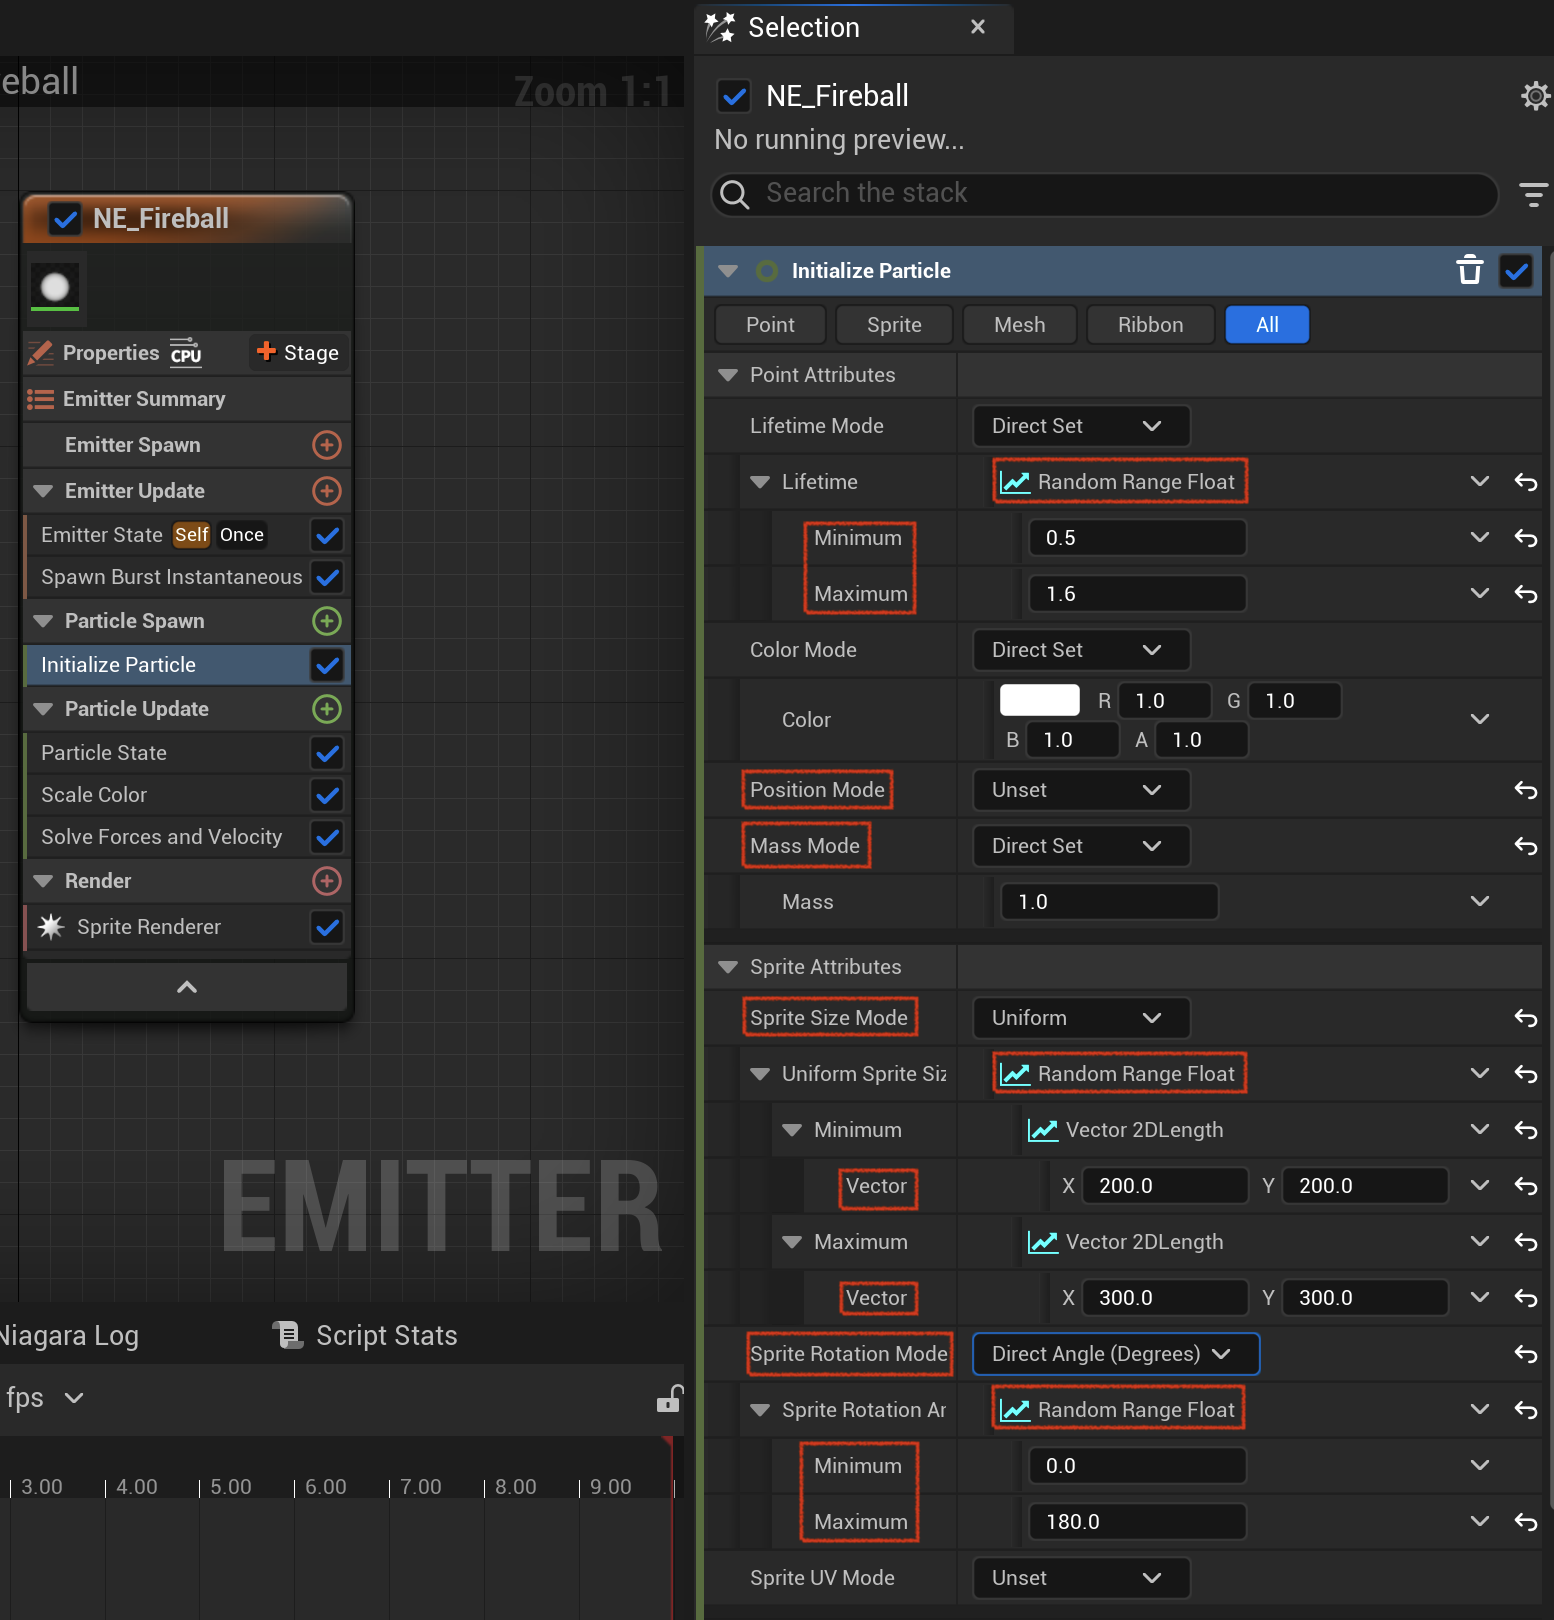 Selection
eball
Zoom 1:1
NE_Fireball
No running preview...
Search the stack
NE_Fireball
Properties
CPU
Stage
Emitter Summary
Emitter Spawn
Emitter Update
Emitter State Self Once
Spawn Burst Instantaneous
Particle Spawn
Initialize Particle
Particle Update
Particle State
Scale Color
Solve Forces and Velocity
Render
Sprite Renderer
EMITTER
Niagara Log
Script Stats
fps
3.00 4.00 5.00 6.00 7.00 8.00 9.00
Initialize Particle
Point Sprite Mesh Ribbon All
Point Attributes
Lifetime Mode Direct Set
Lifetime Random Range Float
Minimum 0.5
Maximum 1.6
Color Mode Direct Set
Color R 1.0 G 1.0
B 1.0 A 1.0
Position Mode Unset
Mass Mode Direct Set
Mass 1.0
Sprite Attributes
Sprite Size Mode Uniform
Uniform Sprite Siz Random Range Float
Minimum Vector 2DLength
Vector X 200.0 Y 200.0
Maximum Vector 2DLength
Vector X 300.0 Y 300.0
Sprite Rotation Mode Direct Angle (Degrees)
Sprite Rotation An Random Range Float
Minimum 0.0
Maximum 180.0
Sprite UV Mode Unset